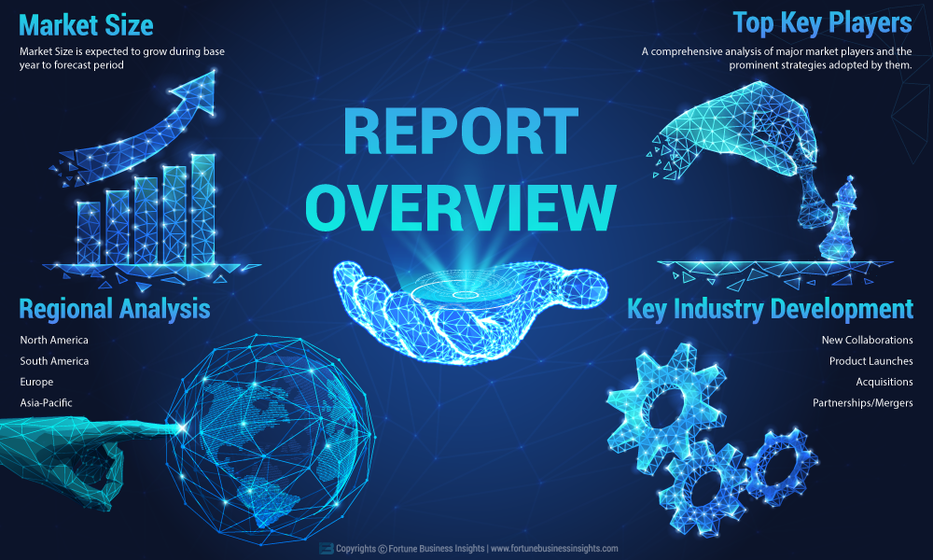 Market Size
Market Size is expected to grow during base
year to forecast period
Top Key Players
A comprehensive analysis of major market players and the
prominent strategies adopted by them.
REPORT
OVERVIEW
Regional Analysis
North America
South America
Europe
Asia-Pacific
Key Industry Development
New Collaborations
Product Launches
Acquisitions
Partnerships/Mergers
Copyrights © Fortune Business Insights | www.fortunebusinessinsights.com